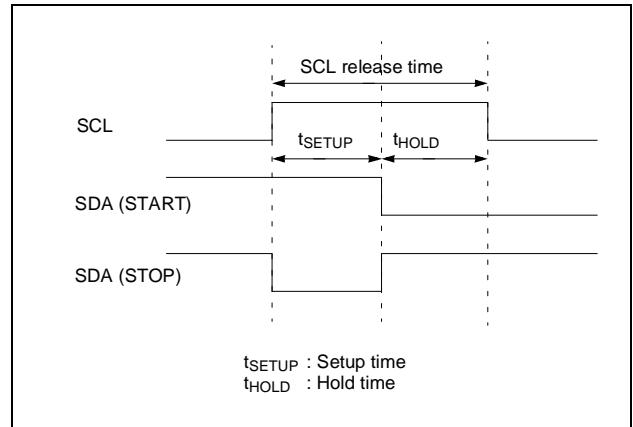 SCL release time
SCL
tSETUP
tHOLD
SDA (START)
SDA (STOP)
tSETUP : Setup time
tHOLD : Hold time